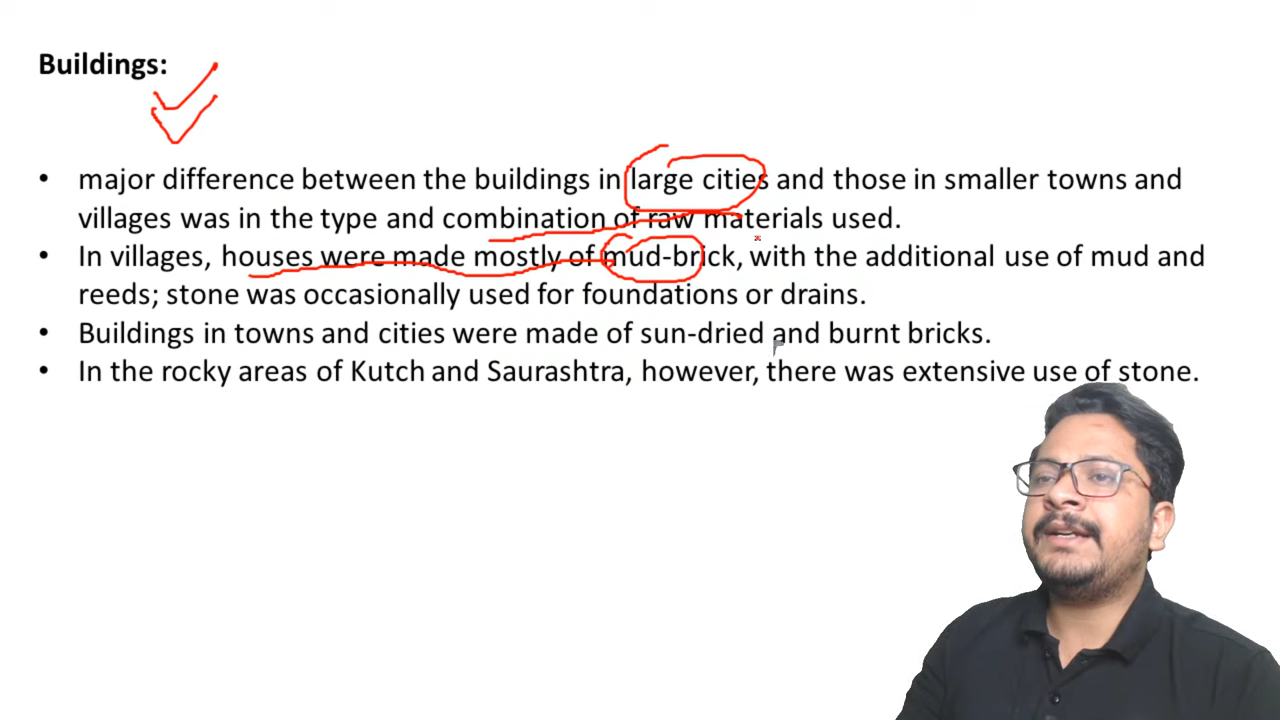 Buildings:
• major difference between the buildings in large cities and those in smaller towns and
villages was in the type and combination of raw materials used.
• In villages, houses were made mostly of mud-brick, with the additional use of mud and
reeds; stone was occasionally used for foundations or drains.
• Buildings in towns and cities were made of sun-dried and burnt bricks.
• In the rocky areas of Kutch and Saurashtra, however, there was extensive use of stone.